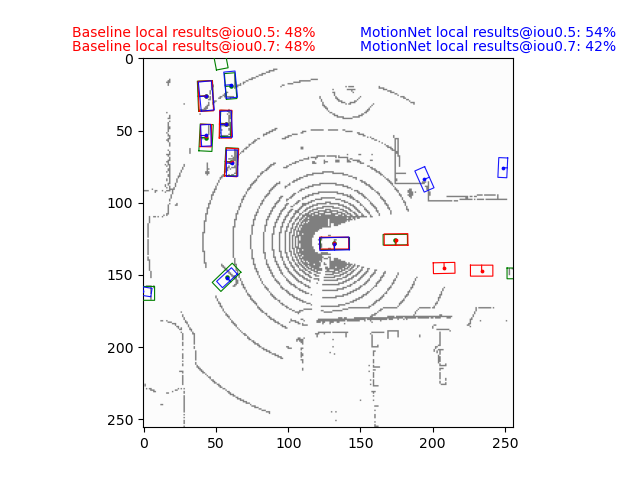 Baseline local results@iou0.5: 48% MotionNet local results@iou0.5: 54%
Baseline local results@iou0.7: 48% MotionNet local results@iou0.7: 42%
0
50
100
150
200
250
0 50 100 150 200 250